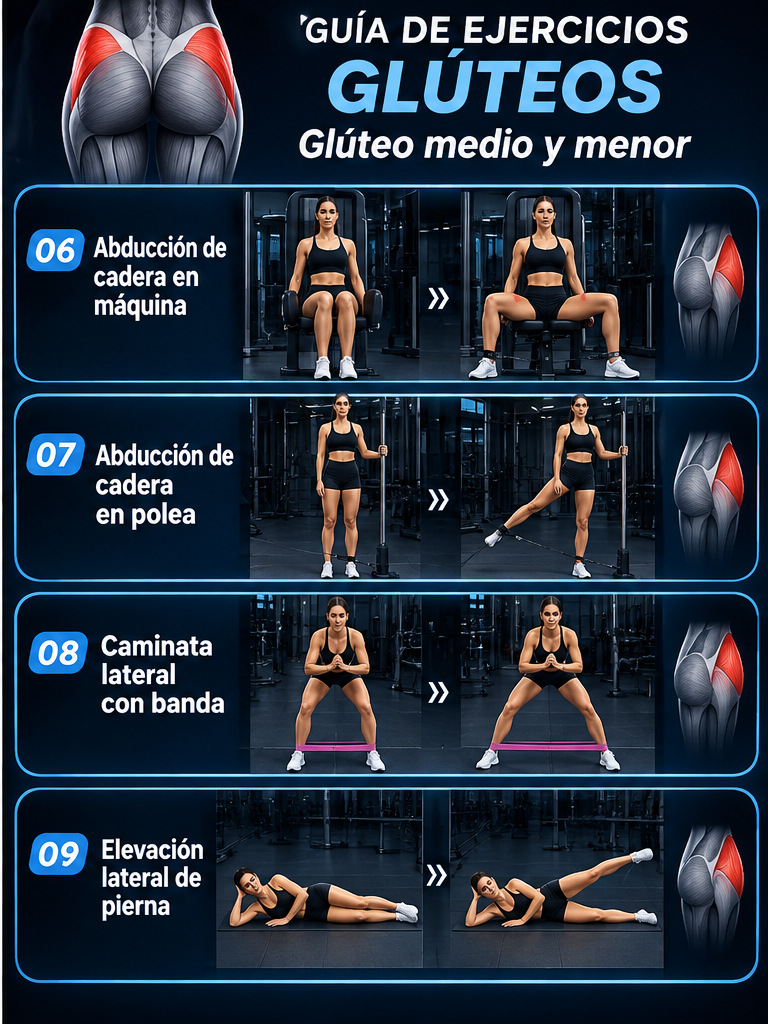 GUÍA DE EJERCICIOS
GLÚTEOS
Glúteo medio y menor
06
Abducción de
cadera en
máquina
»
07
Abducción de
cadera
en polea
»
08
Caminata
lateral
con banda
»
09
Elevación
lateral de
pierna
»